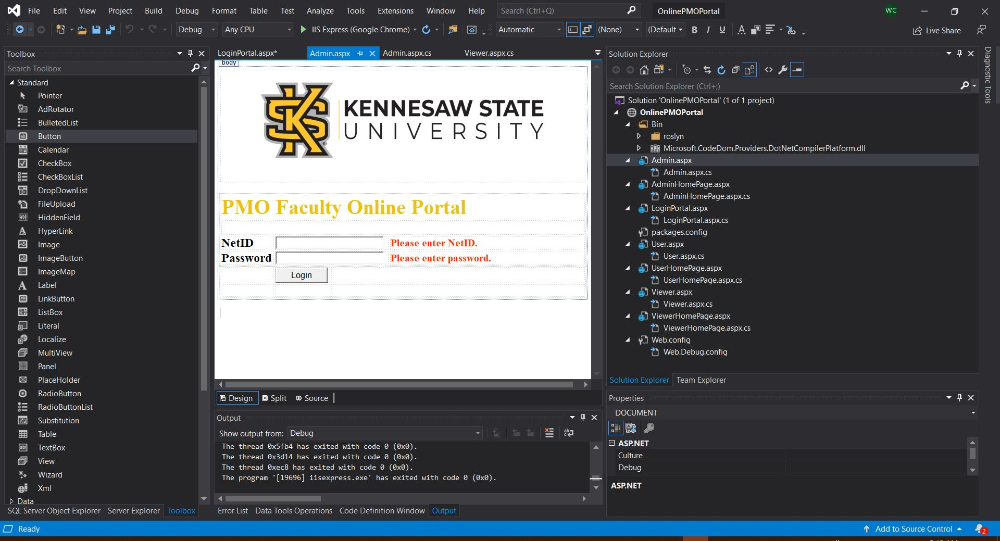 File Edit View Project Build Debug Format Table Test Analyze Tools Extensions Window Help Search (Ctrl+Q) OnlinePMOPortal WC
Debug Any CPU IIS Express (Google Chrome) Automatic (None) (Default B I U Live Share
Toolbox
Search Toolbox
Standard
Pointer
AdRotator
BulletedList
Button
Calendar
CheckBox
CheckBoxList
DropDownList
FileUpload
HiddenField
HyperLink
Image
ImageButton
ImageMap
Label
LinkButton
ListBox
Literal
Localize
MultiView
Panel
PlaceHolder
RadioButton
RadioButtonList
Substitution
Table
TextBox
View
Wizard
Xml
Data
SQL Server Object Explorer Server Explorer Toolbox
LoginPortal.aspx* Admin.aspx Admin.aspx.cs Viewer.aspx.cs
body
KENNESAW STATE
UNIVERSITY
PMO Faculty Online Portal
NetID Please enter NetID.
Password Please enter password.
Login
Design Split Source
Output
Show output from: Debug
The thread 0x5fb4 has exited with code 0 (0x0).
The thread 0x3d14 has exited with code 0 (0x0).
The thread 0xec8 has exited with code 0 (0x0).
The program '[19696] iisexpress.exe' has exited with code 0 (0x0).
Error List Data Tools Operations Code Definition Window Output
Solution Explorer
Search Solution Explorer (Ctrl+;)
Solution 'OnlinePMOPortal' (1 of 1 project)
OnlinePMOPortal
Bin
roslyn
Microsoft.CodeDom.Providers.DotNetCompilerPlatform.dll
Admin.aspx
Admin.aspx.cs
AdminHomePage.aspx
AdminHomePage.aspx.cs
LoginPortal.aspx
LoginPortal.aspx.cs
packages.config
User.aspx
User.aspx.cs
UserHomePage.aspx
UserHomePage.aspx.cs
Viewer.aspx
Viewer.aspx.cs
ViewerHomePage.aspx
ViewerHomePage.aspx.cs
Web.config
Web.Debug.config
Solution Explorer Team Explorer
Properties
DOCUMENT
ASP.NET
Culture
Debug
ASP.NET
Diagnostic Tools
Ready Add to Source Control 2